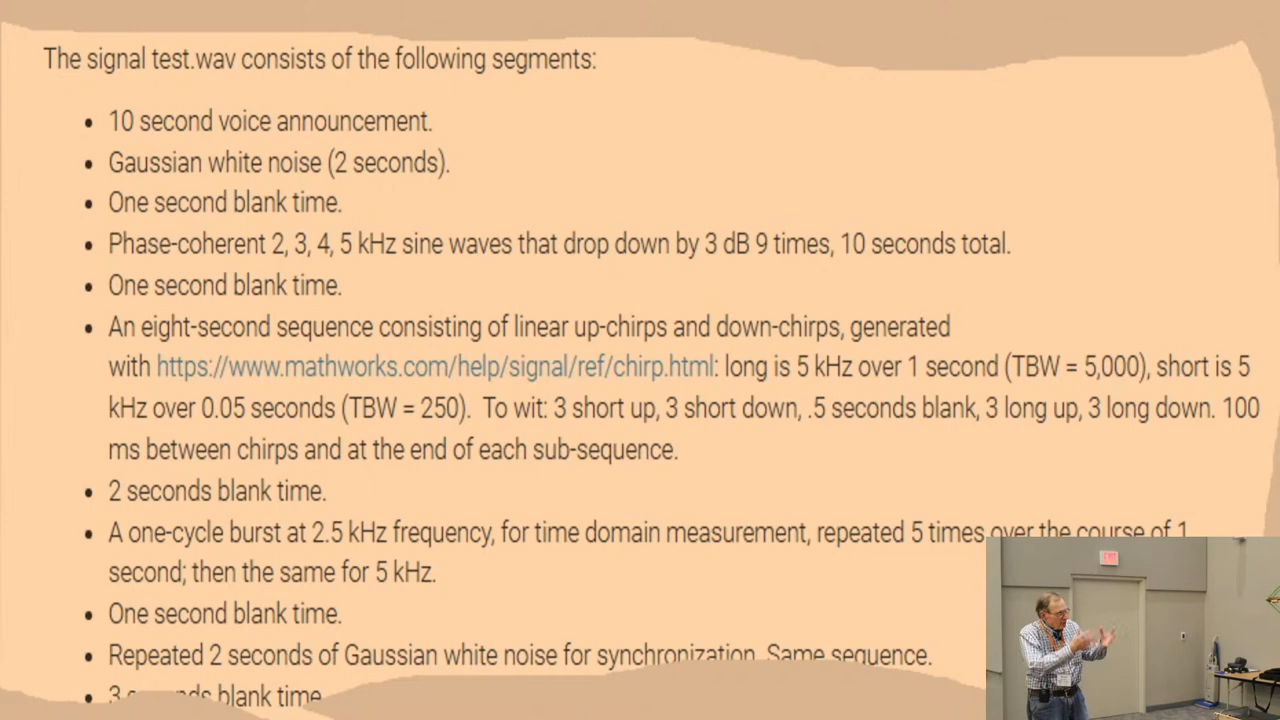 The signal test.wav consists of the following segments:
• 10 second voice announcement.
• Gaussian white noise (2 seconds).
• One second blank time.
• Phase-coherent 2, 3, 4, 5 kHz sine waves that drop down by 3 dB 9 times, 10 seconds total.
• One second blank time.
• An eight-second sequence consisting of linear up-chirps and down-chirps, generated
with https://www.mathworks.com/help/signal/ref/chirp.html: long is 5 kHz over 1 second (TBW = 5,000), short is 5
kHz over 0.05 seconds (TBW = 250).  To wit: 3 short up, 3 short down, .5 seconds blank, 3 long up, 3 long down. 100
ms between chirps and at the end of each sub-sequence.
• 2 seconds blank time.
• A one-cycle burst at 2.5 kHz frequency, for time domain measurement, repeated 5 times over the course of 1
second; then the same for 5 kHz.
• One second blank time.
• Repeated 2 seconds of Gaussian white noise for synchronization. Same sequence.
• 3 seconds blank time
EXIT